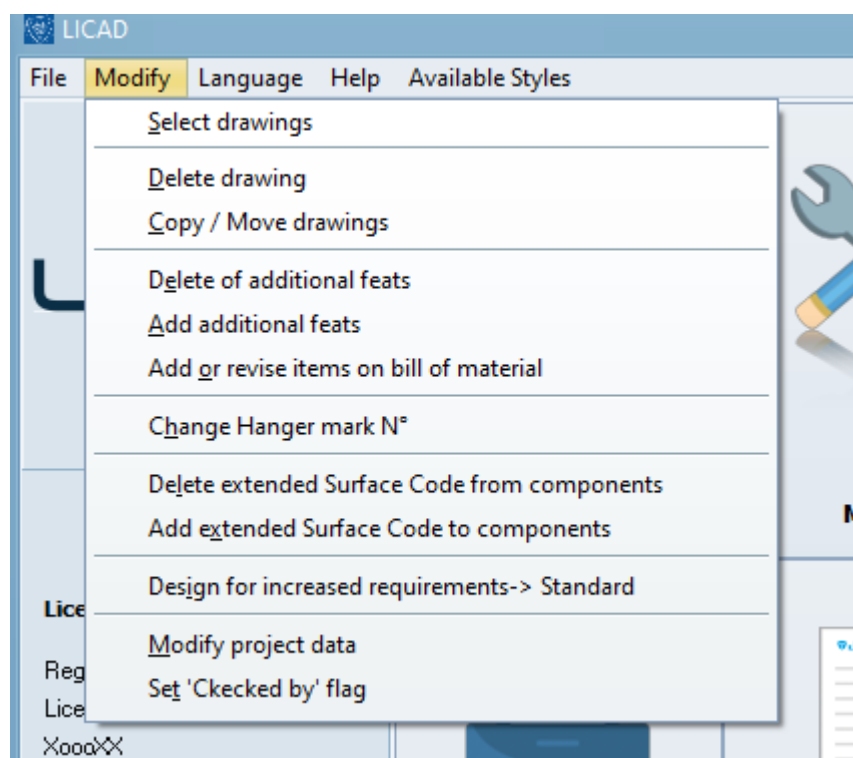 LICAD
File Modify Language Help Available Styles
Select drawings
Delete drawing
Copy / Move drawings
Delete of additional feats
Add additional feats
Add or revise items on bill of material
Change Hanger mark N°
Delete extended Surface Code from components
Add extended Surface Code to components
Design for increased requirements-> Standard
Modify project data
Set 'Ckecked by' flag
M
Lice
Reg
Lice
XoooXX